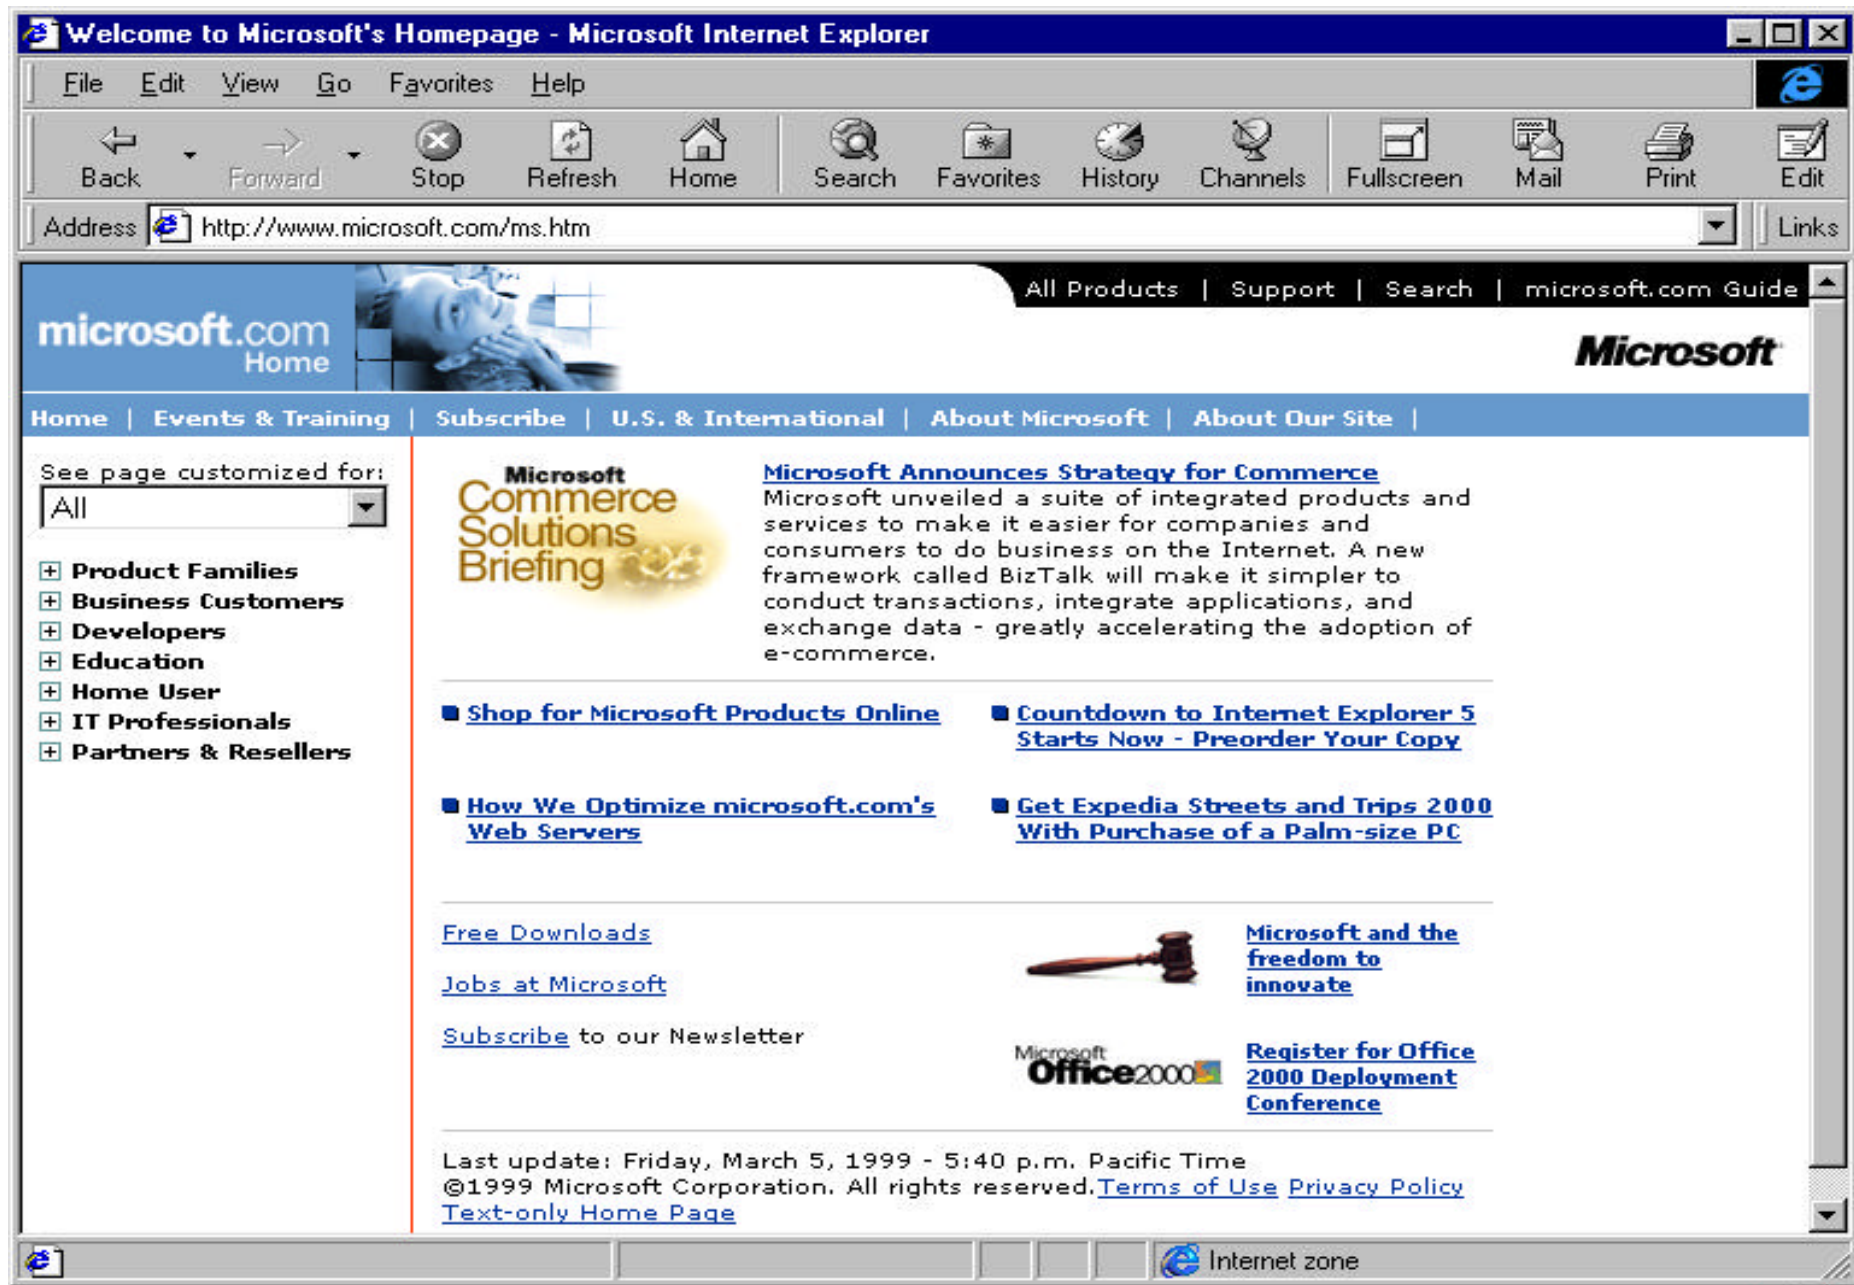 Welcome to Microsoft's Homepage - Microsoft Internet Explorer
File Edit View Go Favorites Help
Back Forward Stop Refresh Home Search Favorites History Channels Fullscreen Mail Print Edit
Address http://www.microsoft.com/ms.htm Links
All Products | Support | Search | microsoft.com Guide
microsoft.com
Home
Microsoft
Home | Events & Training | Subscribe | U.S. & International | About Microsoft | About Our Site |
See page customized for:
All
Product Families
Business Customers
Developers
Education
Home User
IT Professionals
Partners & Resellers
Microsoft
Commerce
Solutions
Briefing
Microsoft Announces Strategy for Commerce
Microsoft unveiled a suite of integrated products and
services to make it easier for companies and
consumers to do business on the Internet. A new
framework called BizTalk will make it simpler to
conduct transactions, integrate applications, and
exchange data - greatly accelerating the adoption of
e-commerce.
Shop for Microsoft Products Online
Countdown to Internet Explorer 5
Starts Now - Preorder Your Copy
How We Optimize microsoft.com's
Web Servers
Get Expedia Streets and Trips 2000
With Purchase of a Palm-size PC
Free Downloads
Jobs at Microsoft
Subscribe to our Newsletter
Microsoft and the
freedom to
innovate
Microsoft
Office2000
Register for Office
2000 Deployment
Conference
Last update: Friday, March 5, 1999 - 5:40 p.m. Pacific Time
©1999 Microsoft Corporation. All rights reserved. Terms of Use Privacy Policy
Text-only Home Page
Internet zone